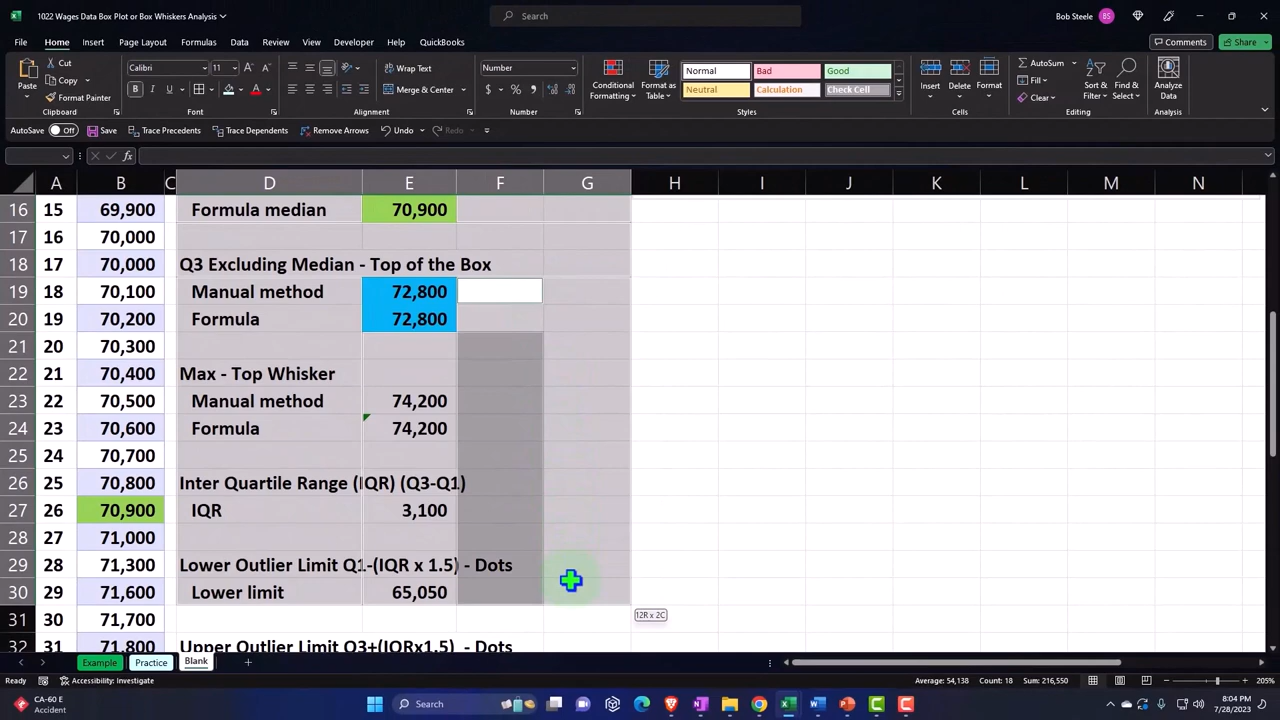 1022 Wages Data Box Plot or Box Whiskers Analysis
Search
Bob Steele BS
File Home Insert Page Layout Formulas Data Review View Developer Help QuickBooks
Comments Share
Paste Cut Copy Format Painter
Clipboard
Calibri 11
Font
Wrap Text
Merge & Center
Alignment
Number
Number
Conditional Formatting Format as Table
Normal Bad Good
Neutral Calculation Check Cell
Styles
Insert Delete Format
Cells
AutoSum Fill Clear
Sort & Filter Find & Select
Editing
Analyze Data
Analysis
AutoSave Off Save Trace Precedents Trace Dependents Remove Arrows Undo Redo
fx
A B C D E F G H I J K L M N
16 15 69,900 Formula median 70,900
17 16 70,000
18 17 70,000 Q3 Excluding Median - Top of the Box
19 18 70,100 Manual method 72,800
20 19 70,200 Formula 72,800
21 20 70,300
22 21 70,400 Max - Top Whisker
23 22 70,500 Manual method 74,200
24 23 70,600 Formula 74,200
25 24 70,700
26 25 70,800 Inter Quartile Range (IQR) (Q3-Q1)
27 26 70,900 IQR 3,100
28 27 71,000
29 28 71,300 Lower Outlier Limit Q1-(IQR x 1.5) - Dots
30 29 71,600 Lower limit 65,050
31 30 71,700
32 31 71,800 Upper Outlier Limit Q3+(IQRx1.5) - Dots
12R x 2C
Example Practice Blank
Ready Accessibility: Investigate Average: 54,138 Count: 18 Sum: 216,550 205%
CA-60 E
Accident
Search
8:04 PM
7/28/2023